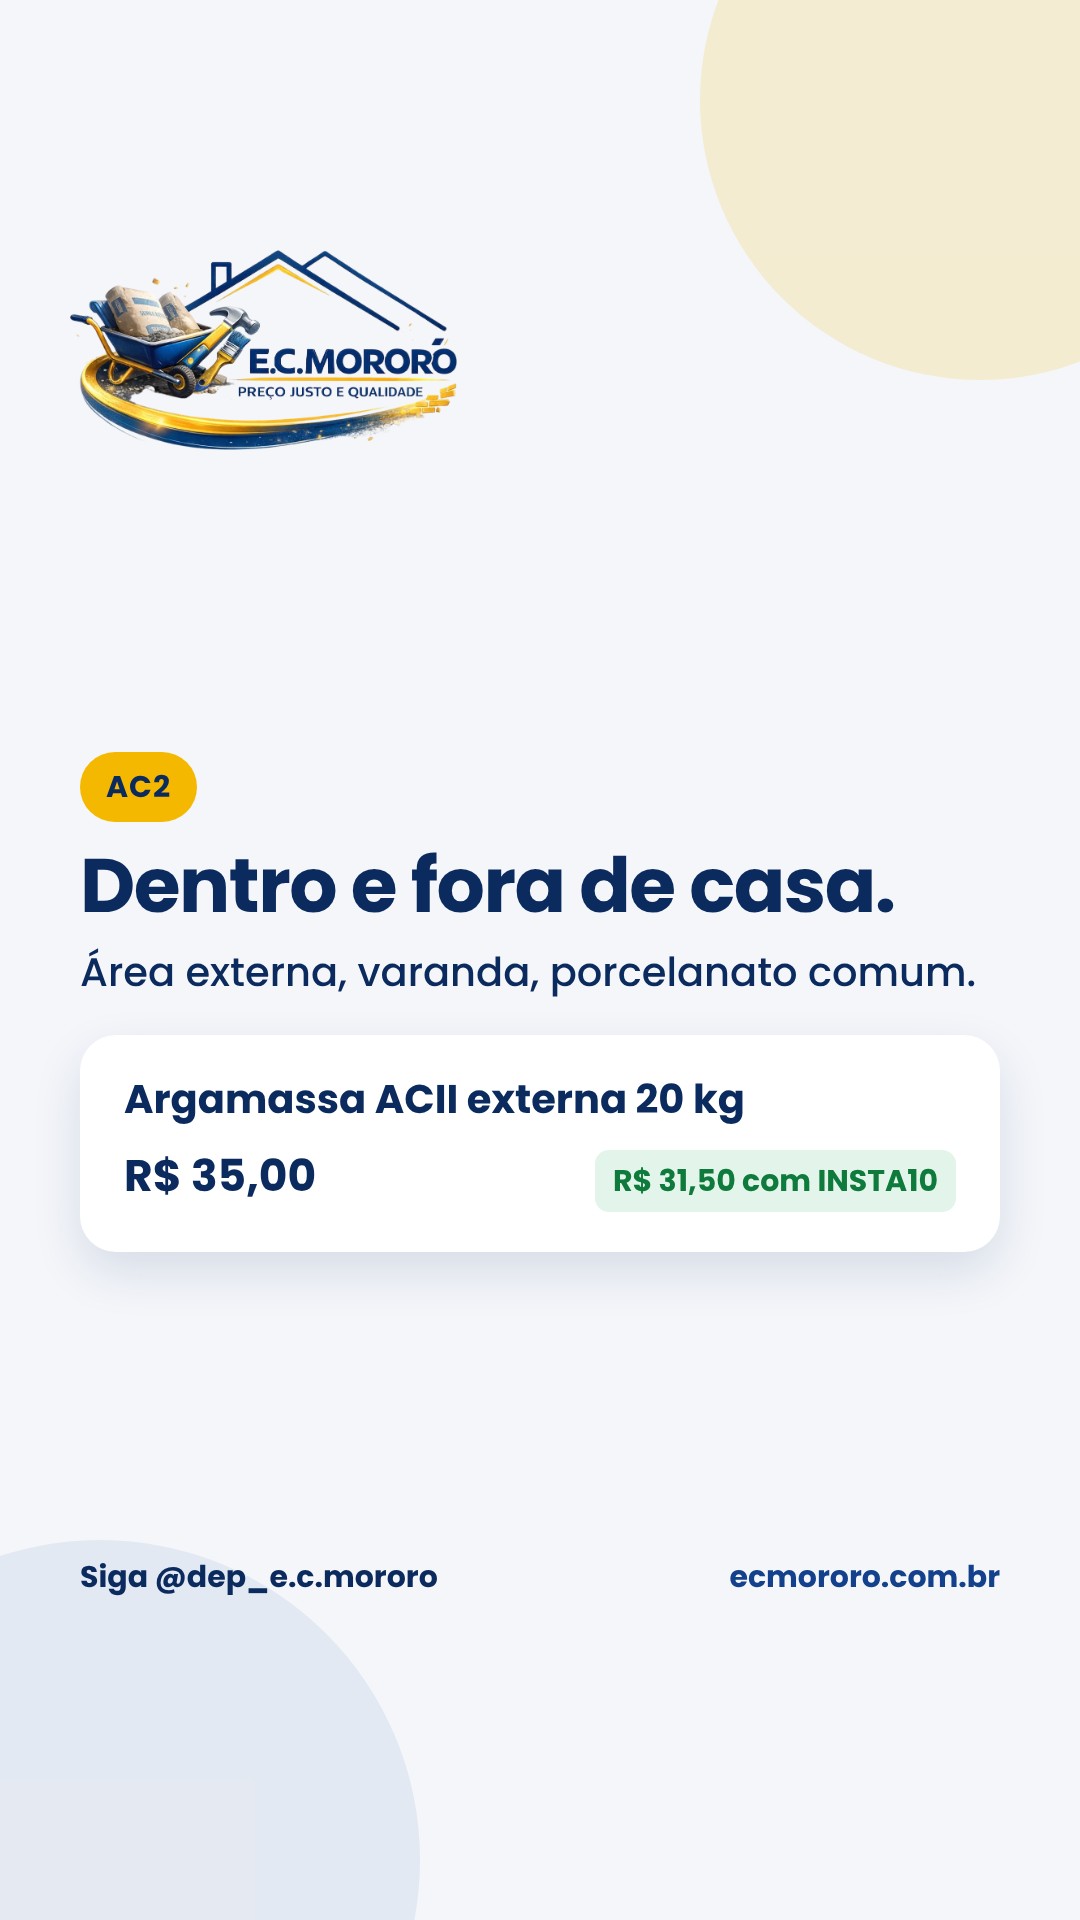 E.C.MORORÓ
PREÇO JUSTO E QUALIDADE
AC2
Dentro e fora de casa.
Área externa, varanda, porcelanato comum.
Argamassa ACII externa 20 kg
R$ 35,00
R$ 31,50 com INSTA10
Siga @dep_e.c.mororo
ecmororo.com.br